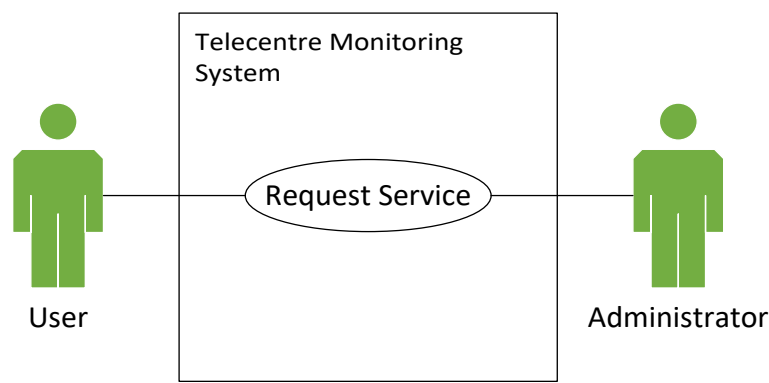 Telecentre Monitoring
System
Request Service
User
Administrator